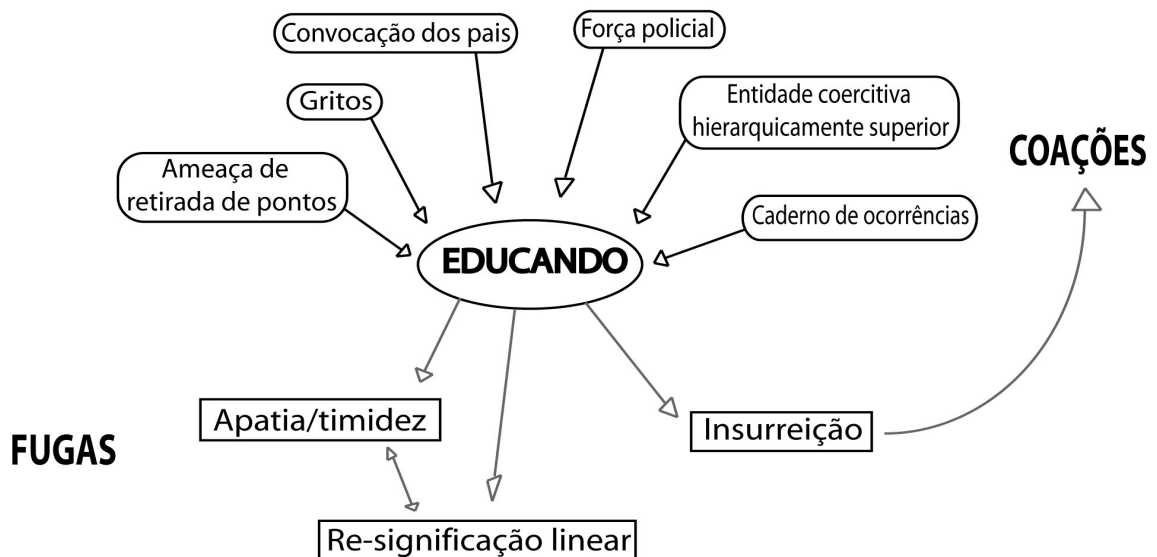 Convocação dos pais
Força policial
Gritos
Entidade coercitiva
hierarquicamente superior
COAÇÕES
Ameaça de
retirada de pontos
Caderno de ocorrências
EDUCANDO
Apatia/timidez
Insurreição
FUGAS
Re-significação linear